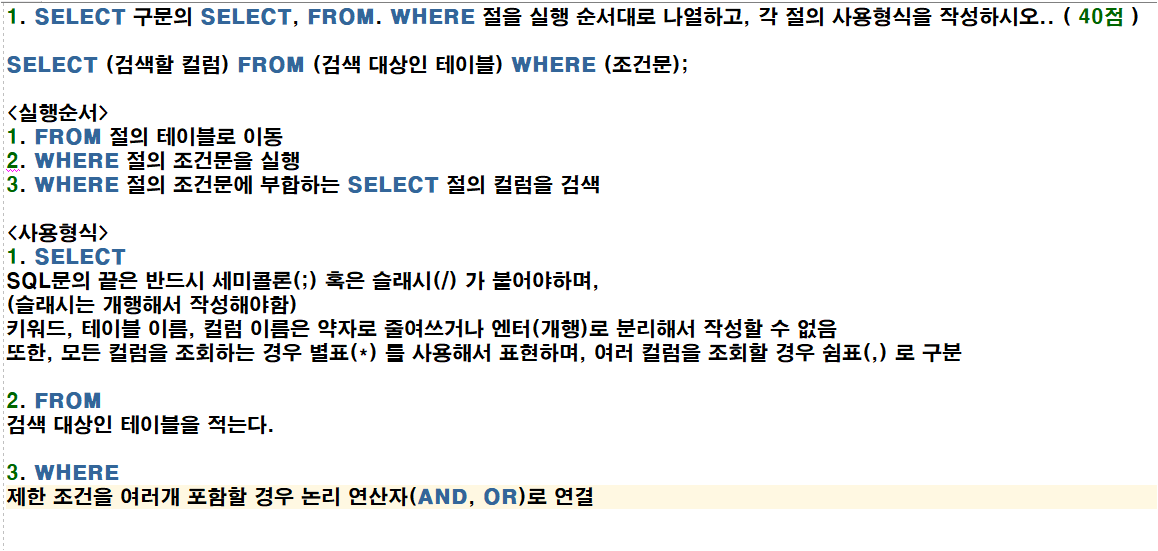 1. SELECT 구문의 SELECT, FROM. WHERE 절을 실행 순서대로 나열하고, 각 절의 사용형식을 작성하시오.. ( 40점 )
SELECT (검색할 컬럼) FROM (검색 대상인 테이블) WHERE (조건문);
<실행순서>
1. FROM 절의 테이블로 이동
2. WHERE 절의 조건문을 실행
3. WHERE 절의 조건문에 부합하는 SELECT 절의 컬럼을 검색
<사용형식>
1. SELECT
SQL문의 끝은 반드시 세미콜론(;) 혹은 슬래시(/) 가 붙어야하며,
(슬래시는 개행해서 작성해야함)
키워드, 테이블 이름, 컬럼 이름은 약자로 줄여쓰거나 엔터(개행)로 분리해서 작성할 수 없음
또한, 모든 컬럼을 조회하는 경우 별표(*) 를 사용해서 표현하며, 여러 컬럼을 조회할 경우 쉼표(,) 로 구분
2. FROM
검색 대상인 테이블을 적는다.
3. WHERE
제한 조건을 여러개 포함할 경우 논리 연산자(AND, OR)로 연결